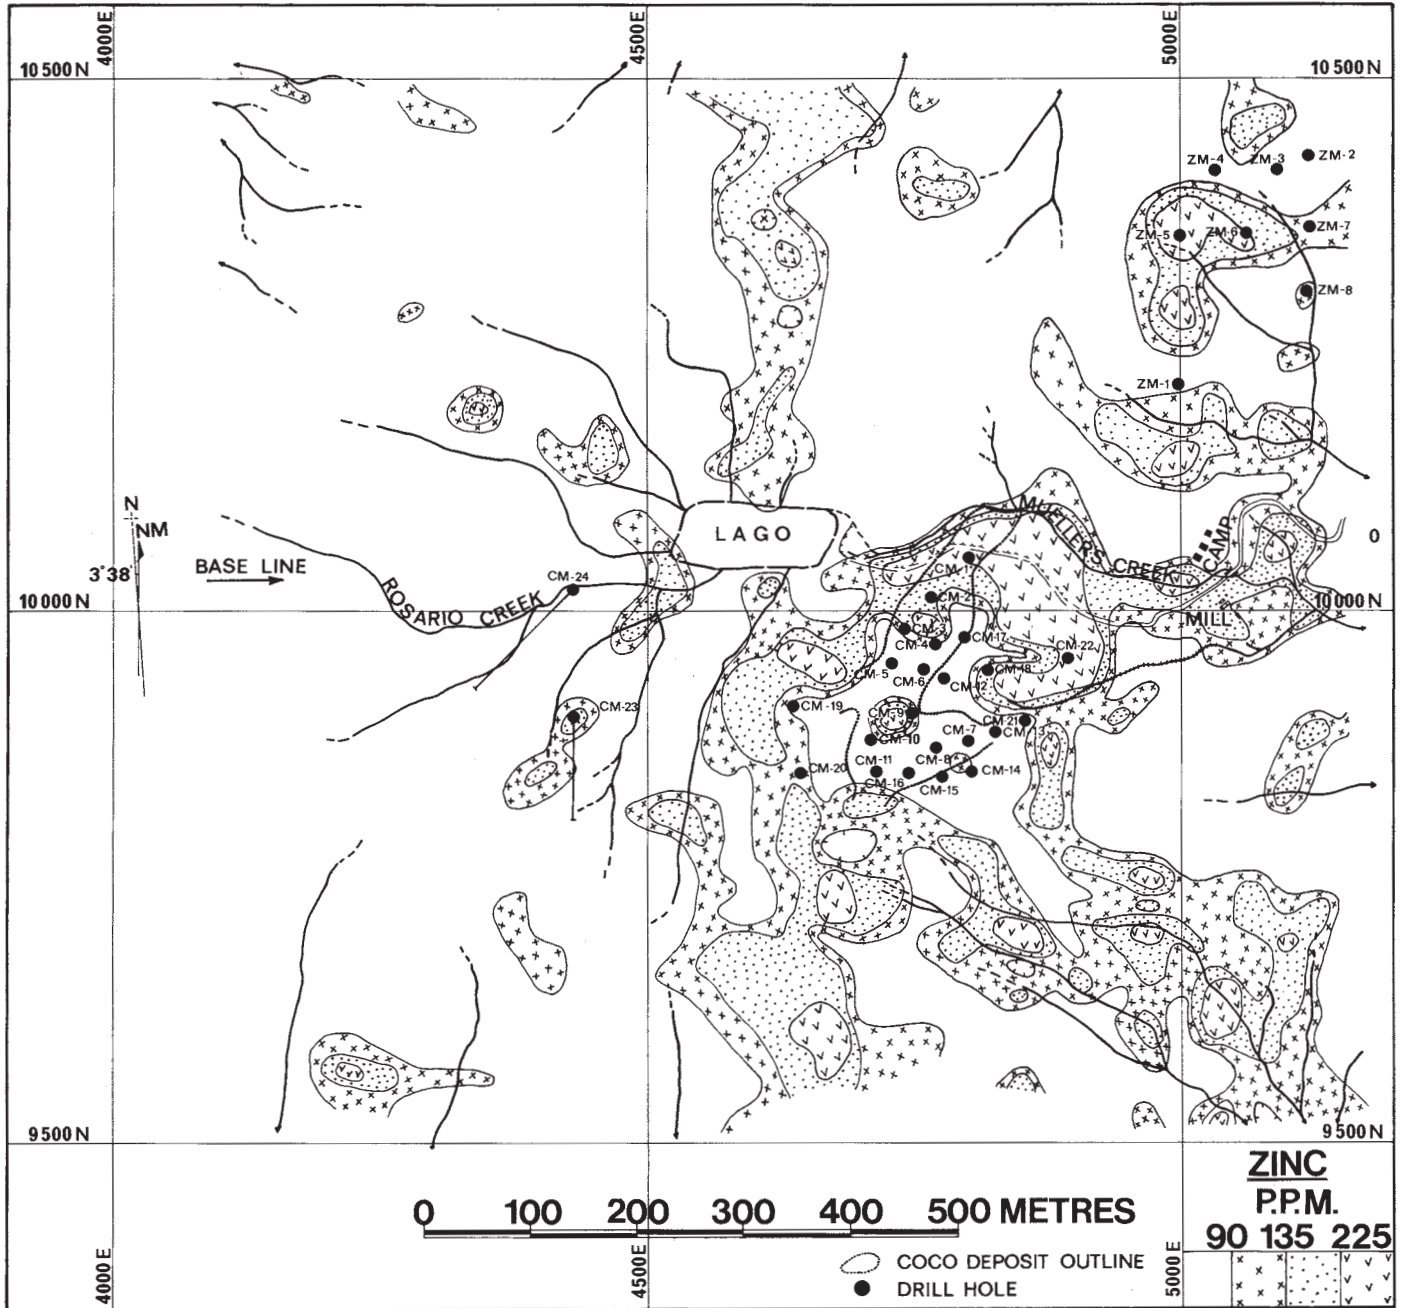 4000E
4500E
5000E
10 500 N
10 500 N
ZM-4
ZM-3
ZM-2
ZM-5
ZM-6
ZM-7
ZM-8
ZM-1
N
NM
3° 38'
BASE LINE
ROSARIO CREEK
CM-24
LAGO
MUELLERS CREEK
CAMP
O
10 000 N
10 000 N
MILL
CM-1
CM-2
CM-3
CM-4
CM-17
CM-5
CM-6
CM-12
CM-18
CM-22
CM-23
CM-19
CM-9
CM-21
CM-13
CM-10
CM-7
CM-8
CM-20
CM-11
CM-16
CM-15
CM-14
9 500 N
9 500 N
ZINC
P.P.M.
90 135 225
0 100 200 300 400 500 METRES
COCO DEPOSIT OUTLINE
DRILL HOLE
4000E
4500E
5000E